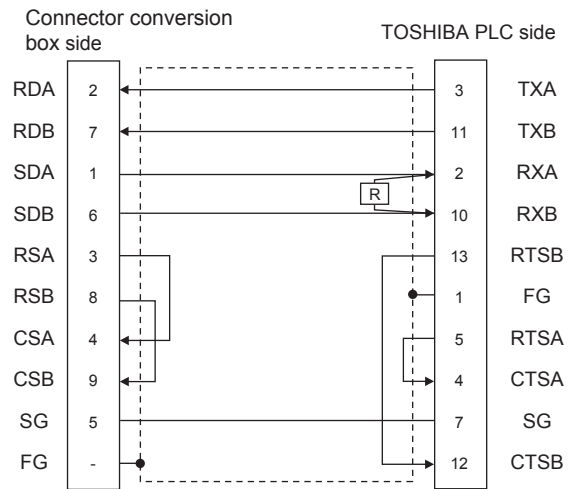 Connector conversion
box side
TOSHIBA PLC side
RDA 2 3 TXA
RDB 7 11 TXB
SDA 1 2 RXA
R
SDB 6 10 RXB
RSA 3 13 RTSB
RSB 8 1 FG
CSA 4 5 RTSA
CSB 9 4 CTSA
SG 5 7 SG
FG - 12 CTSB